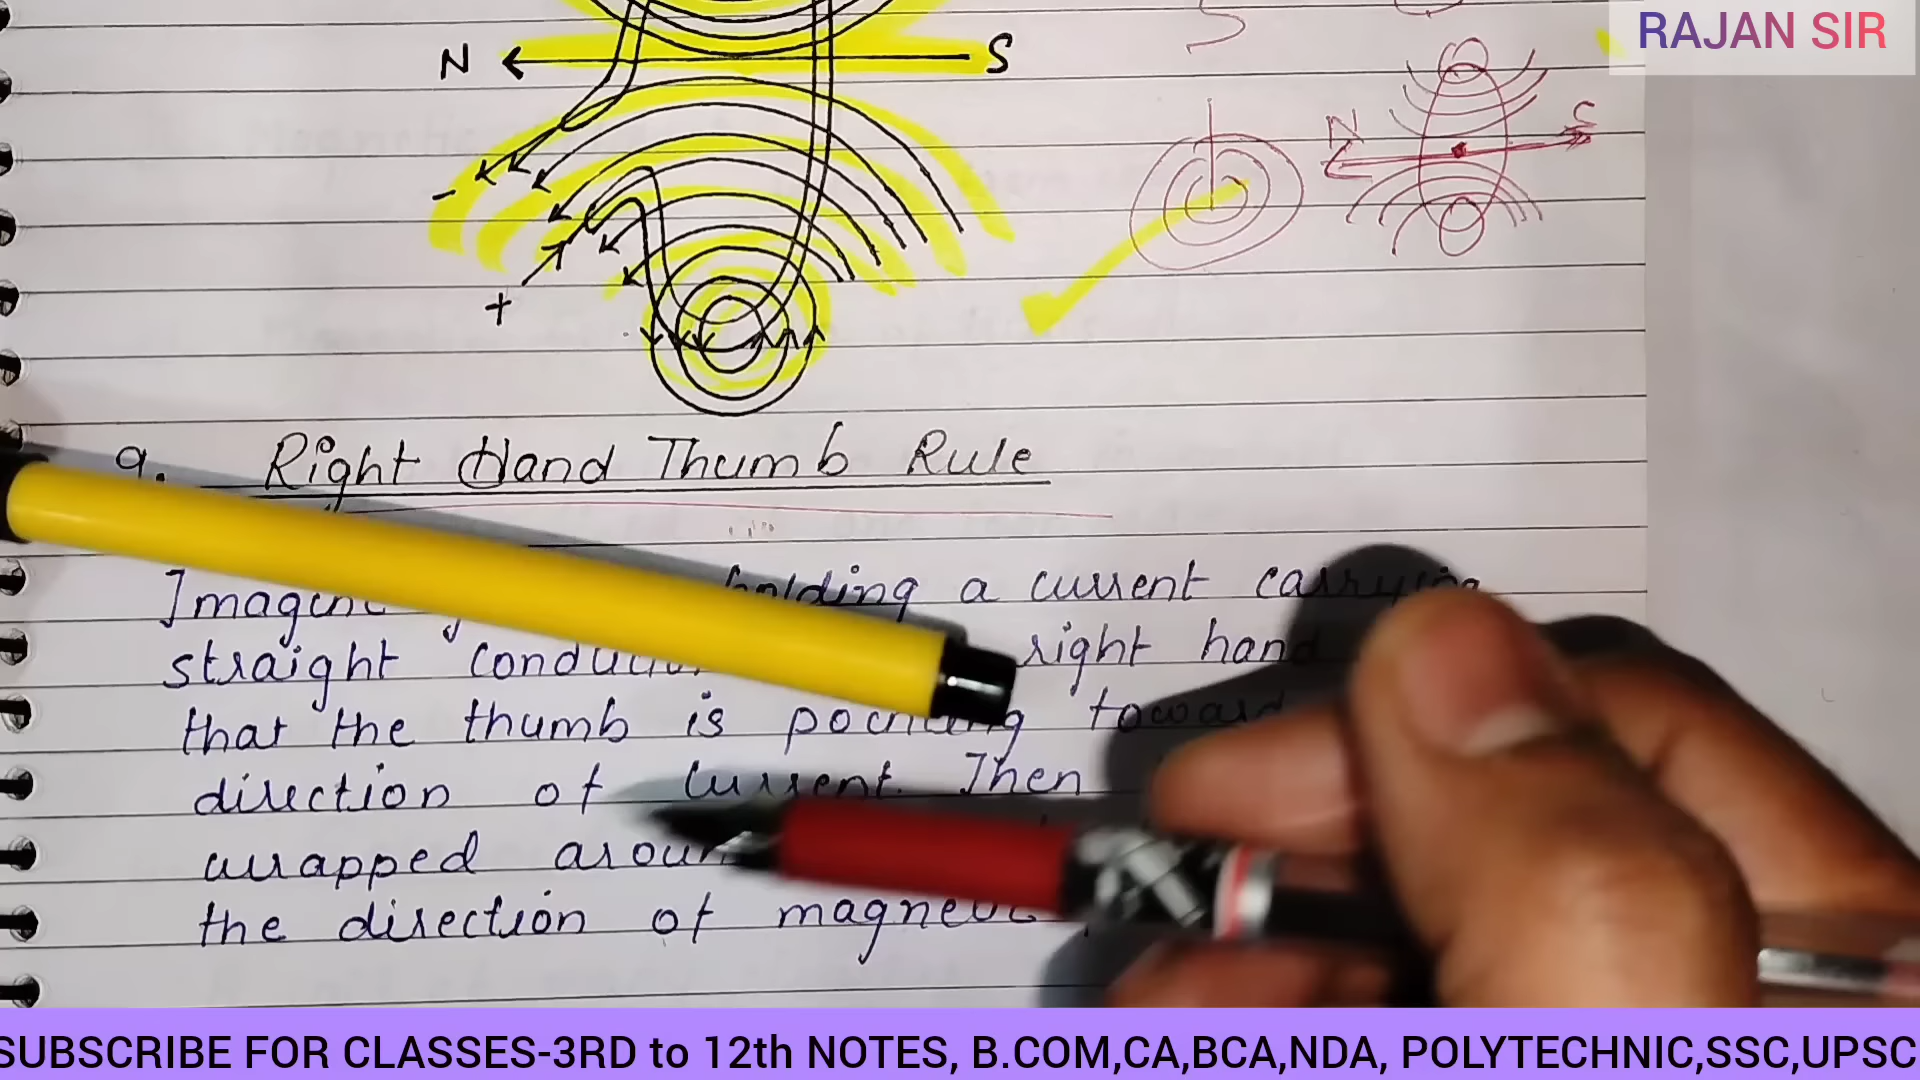 RAJAN SIR
S
N S
N S
-
+
9. Right Hand Thumb Rule
holding a current carrying
straight right hand
that the thumb is pointing
direction of current. Then
wrapped
the direction of
SUBSCRIBE FOR CLASSES-3RD to 12th NOTES, B.COM,CA,BCA,NDA, POLYTECHNIC,SSC,UPSC